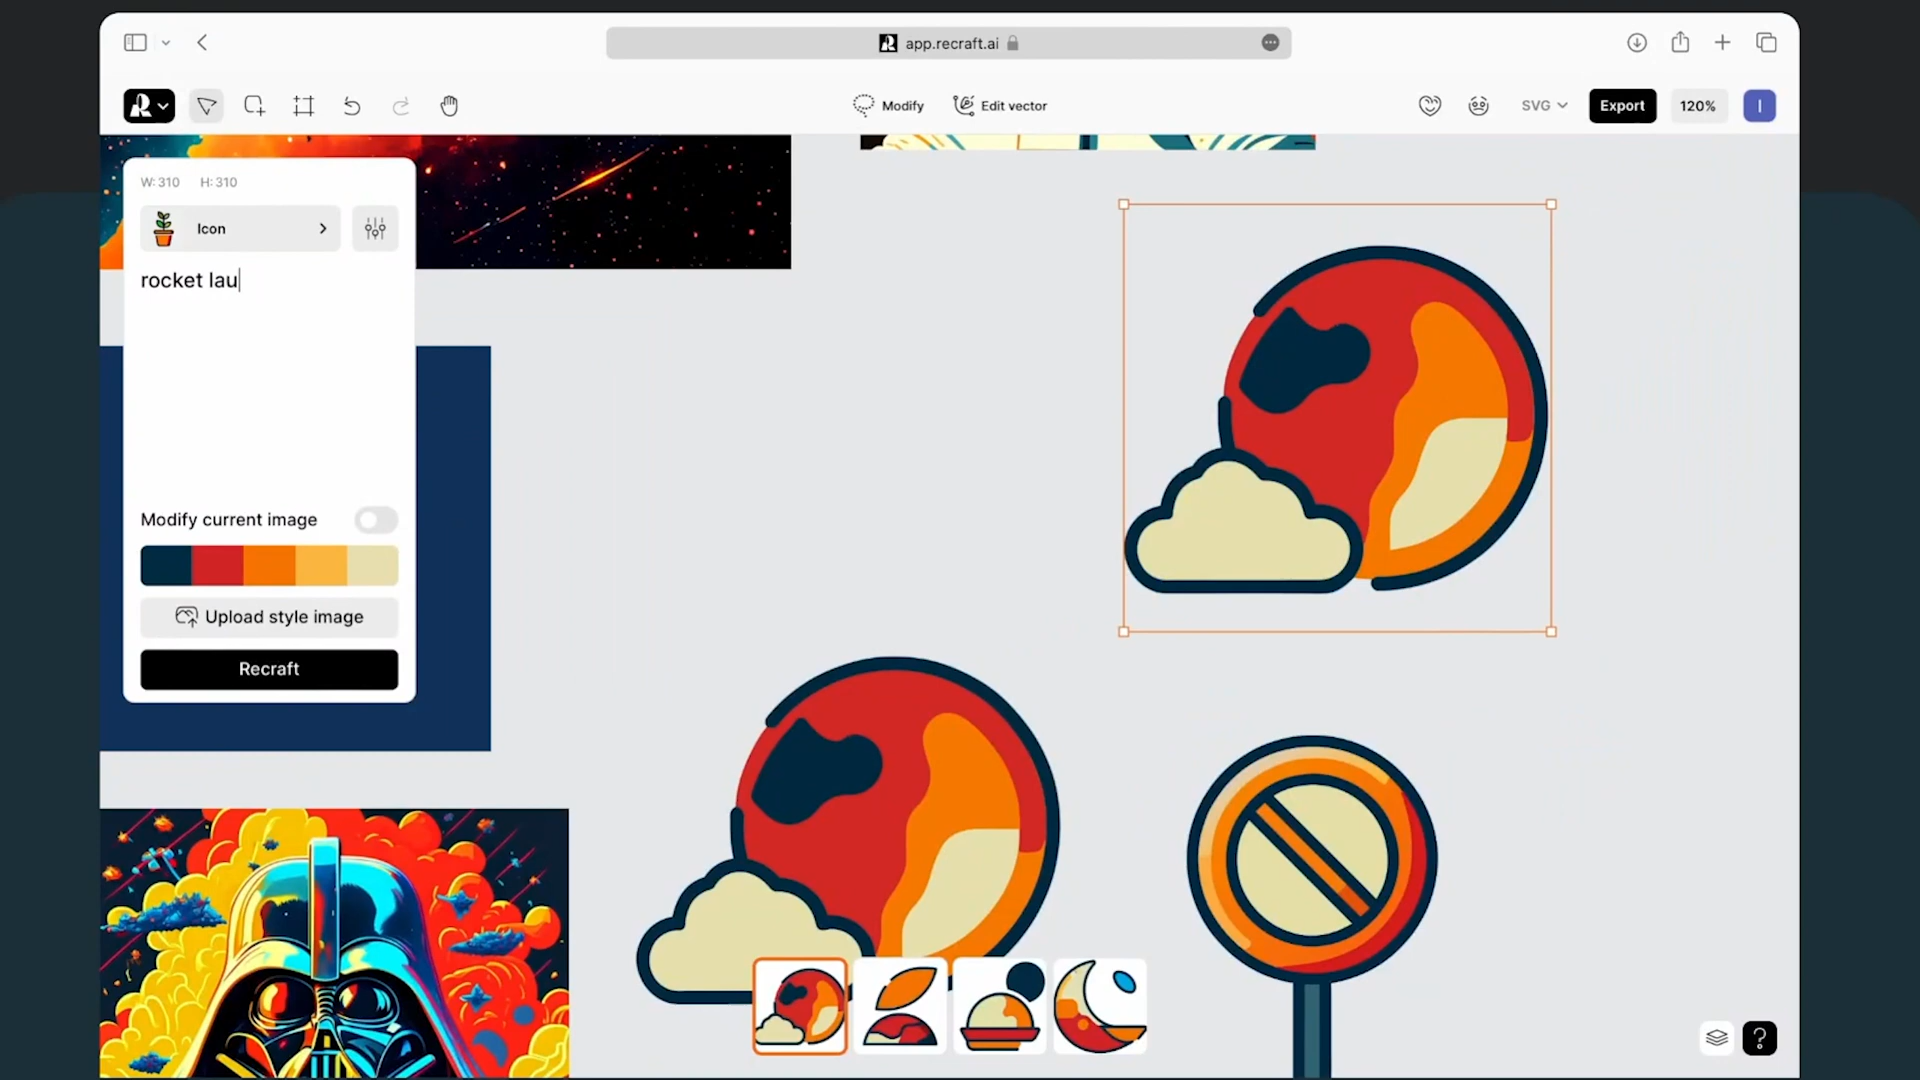 app.recraft.ai
Modify
Edit vector
SVG
Export
120%
I
W: 310 H: 310
Icon
rocket lau
Modify current image
Upload style image
Recraft
?